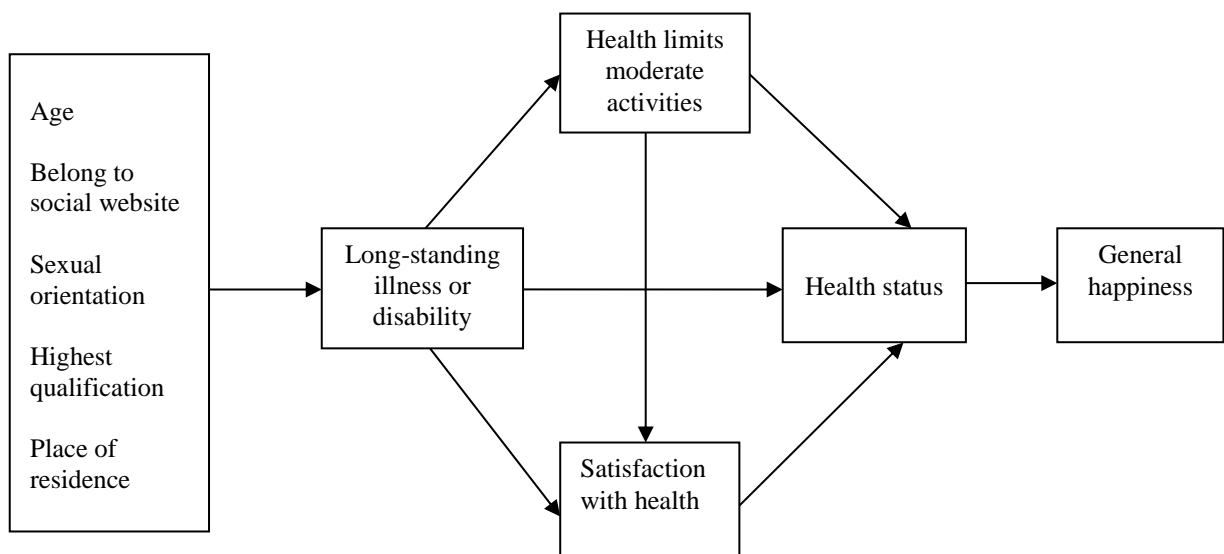 Age
Belong to
social website
Sexual
orientation
Highest
qualification
Place of
residence
Long-standing
illness or
disability
Health limits
moderate
activities
Satisfaction
with health
Health status
General
happiness